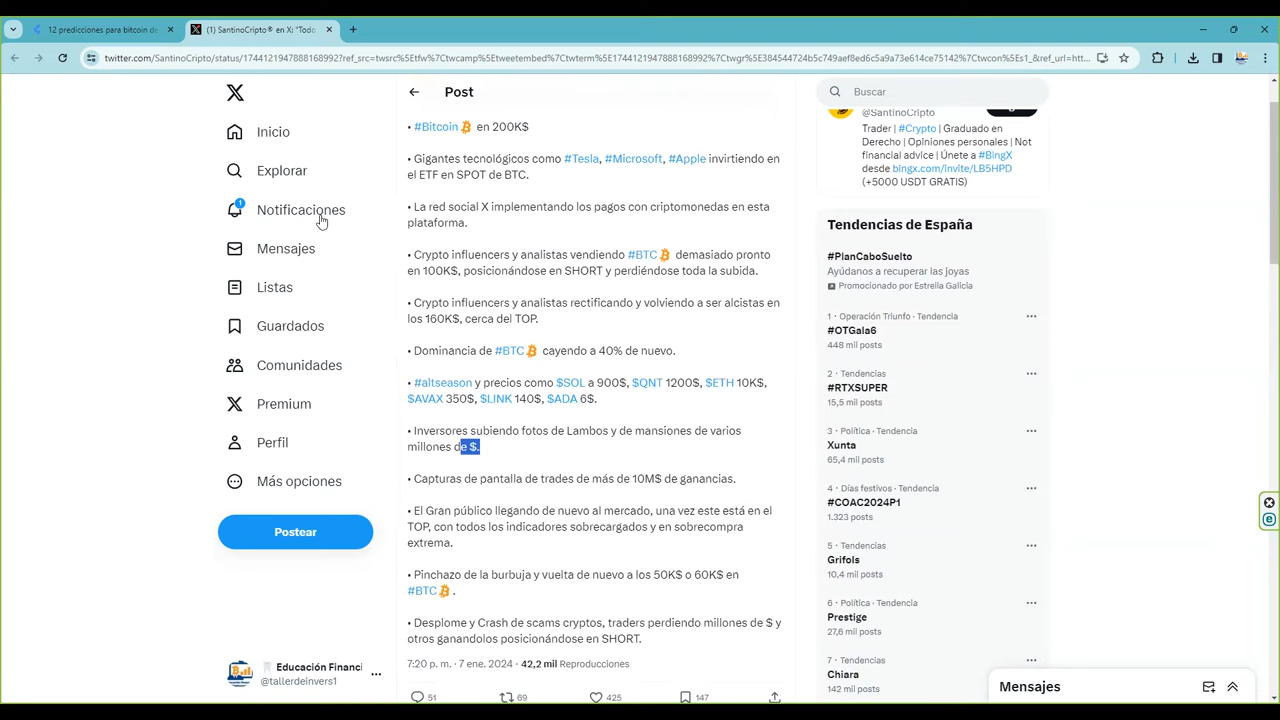 12 predicciones para bitcoin de
(1) SantinoCripto® en X: "Todo
twitter.com/SantinoCripto/status/1744121947888168992?ref_src=twsrc%5Etfw%7Ctwcamp%5Etweetembed%7Ctwterm%5E1744121947888168992%7Ctwgr%5E384544724b5c749aef8ed6c5a9a73e614ce75142%7Ctwcon%5Es1_&ref_url=htt...
Inicio
Explorar
1
Notificaciones
Mensajes
Listas
Guardados
Comunidades
Premium
Perfil
Más opciones
Postear
Educación Financi
@tallerdeinvers1
Post
• #Bitcoin en 200K$
• Gigantes tecnológicos como #Tesla, #Microsoft, #Apple invirtiendo en
el ETF en SPOT de BTC.
• La red social X implementando los pagos con criptomonedas en esta
plataforma.
• Crypto influencers y analistas vendiendo #BTC demasiado pronto
en 100K$, posicionándose en SHORT y perdiéndose toda la subida.
• Crypto influencers y analistas rectificando y volviendo a ser alcistas en
los 160K$, cerca del TOP.
• Dominancia de #BTC cayendo a 40% de nuevo.
• #altseason y precios como $SOL a 900$, $QNT 1200$, $ETH 10K$,
$AVAX 350$, $LINK 140$, $ADA 6$.
• Inversores subiendo fotos de Lambos y de mansiones de varios
millones de $.
• Capturas de pantalla de trades de más de 10M$ de ganancias.
• El Gran público llegando de nuevo al mercado, una vez este está en el
TOP, con todos los indicadores sobrecargados y en sobrecompra
extrema.
• Pinchazo de la burbuja y vuelta de nuevo a los 50K$ o 60K$ en
#BTC .
• Desplome y Crash de scams cryptos, traders perdiendo millones de $ y
otros ganandolos posicionándose en SHORT.
7:20 p. m. · 7 ene. 2024 · 42,2 mil Reproducciones
51
69
425
147
Buscar
@SantinoCripto
Trader | #Crypto | Graduado en
Derecho | Opiniones personales | Not
financial advice | Únete a #BingX
desde bingx.com/invite/LB5HPD
(+5000 USDT GRATIS)
Tendencias de España
#PlanCaboSuelto
Ayúdanos a recuperar las joyas
Promocionado por Estrella Galicia
1 · Operación Triunfo · Tendencia
#OTGala6
448 mil posts
2 · Tendencias
#RTXSUPER
15,5 mil posts
3 · Política · Tendencia
Xunta
65,4 mil posts
4 · Días festivos · Tendencia
#COAC2024P1
1.323 posts
5 · Tendencias
Grifols
10,4 mil posts
6 · Política · Tendencia
Prestige
27,6 mil posts
7 · Tendencias
Chiara
142 mil posts
Mensajes